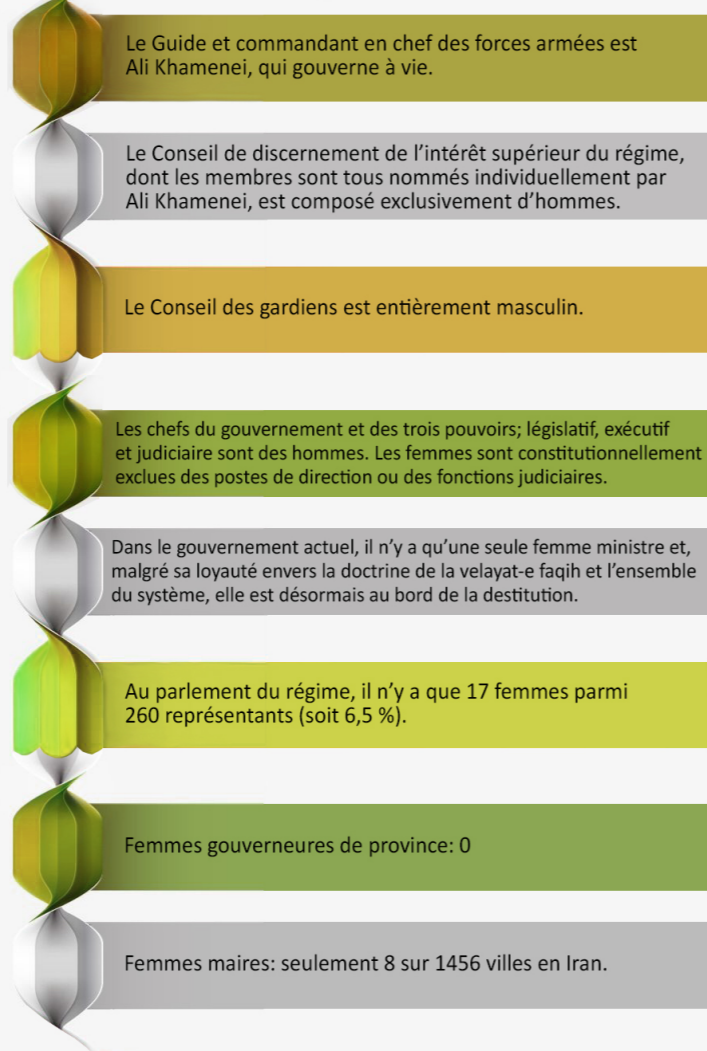 Le Guide et commandant en chef des forces armées est
Ali Khamenei, qui gouverne à vie.
Le Conseil de discernement de l’intérêt supérieur du régime,
dont les membres sont tous nommés individuellement par
Ali Khamenei, est composé exclusivement d’hommes.
Le Conseil des gardiens est entièrement masculin.
Les chefs du gouvernement et des trois pouvoirs; législatif, exécutif
et judiciaire sont des hommes. Les femmes sont constitutionnellement
exclues des postes de direction ou des fonctions judiciaires.
Dans le gouvernement actuel, il n’y a qu’une seule femme ministre et,
malgré sa loyauté envers la doctrine de la velayat-e faqih et l’ensemble
du système, elle est désormais au bord de la destitution.
Au parlement du régime, il n’y a que 17 femmes parmi
260 représentants (soit 6,5 %).
Femmes gouverneures de province: 0
Femmes maires: seulement 8 sur 1456 villes en Iran.